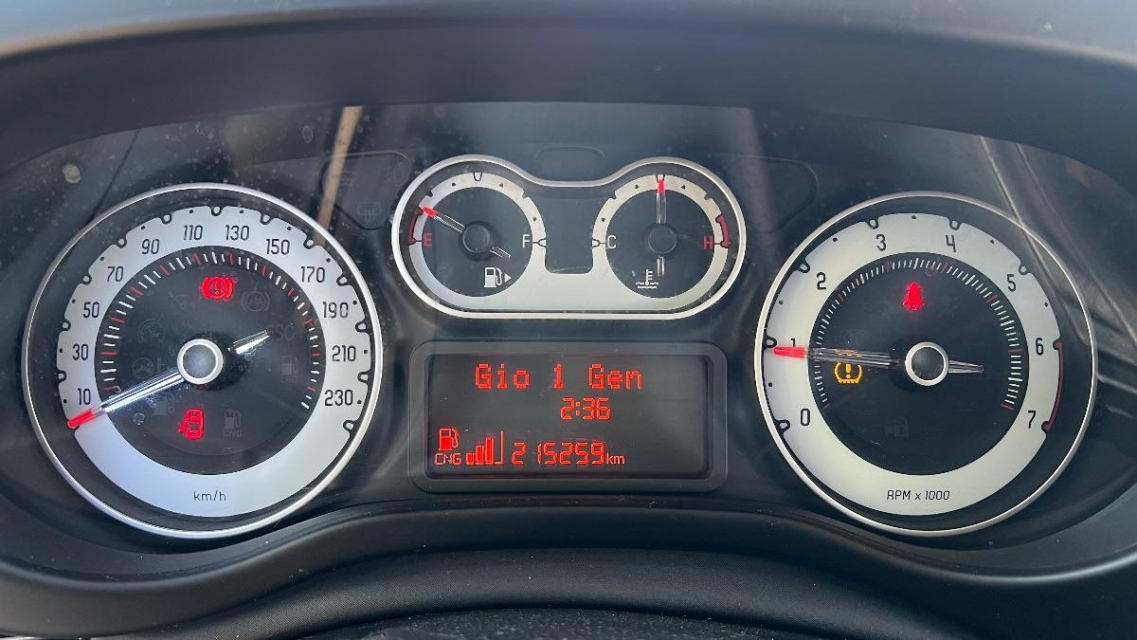 10 30 50 70 90 110 130 150 170 190 210 230
km/h
E F
C H
Gio 1 Gen
2:36
CNG 215259km
0 1 2 3 4 5 6 7
RPM x 1000
CNG